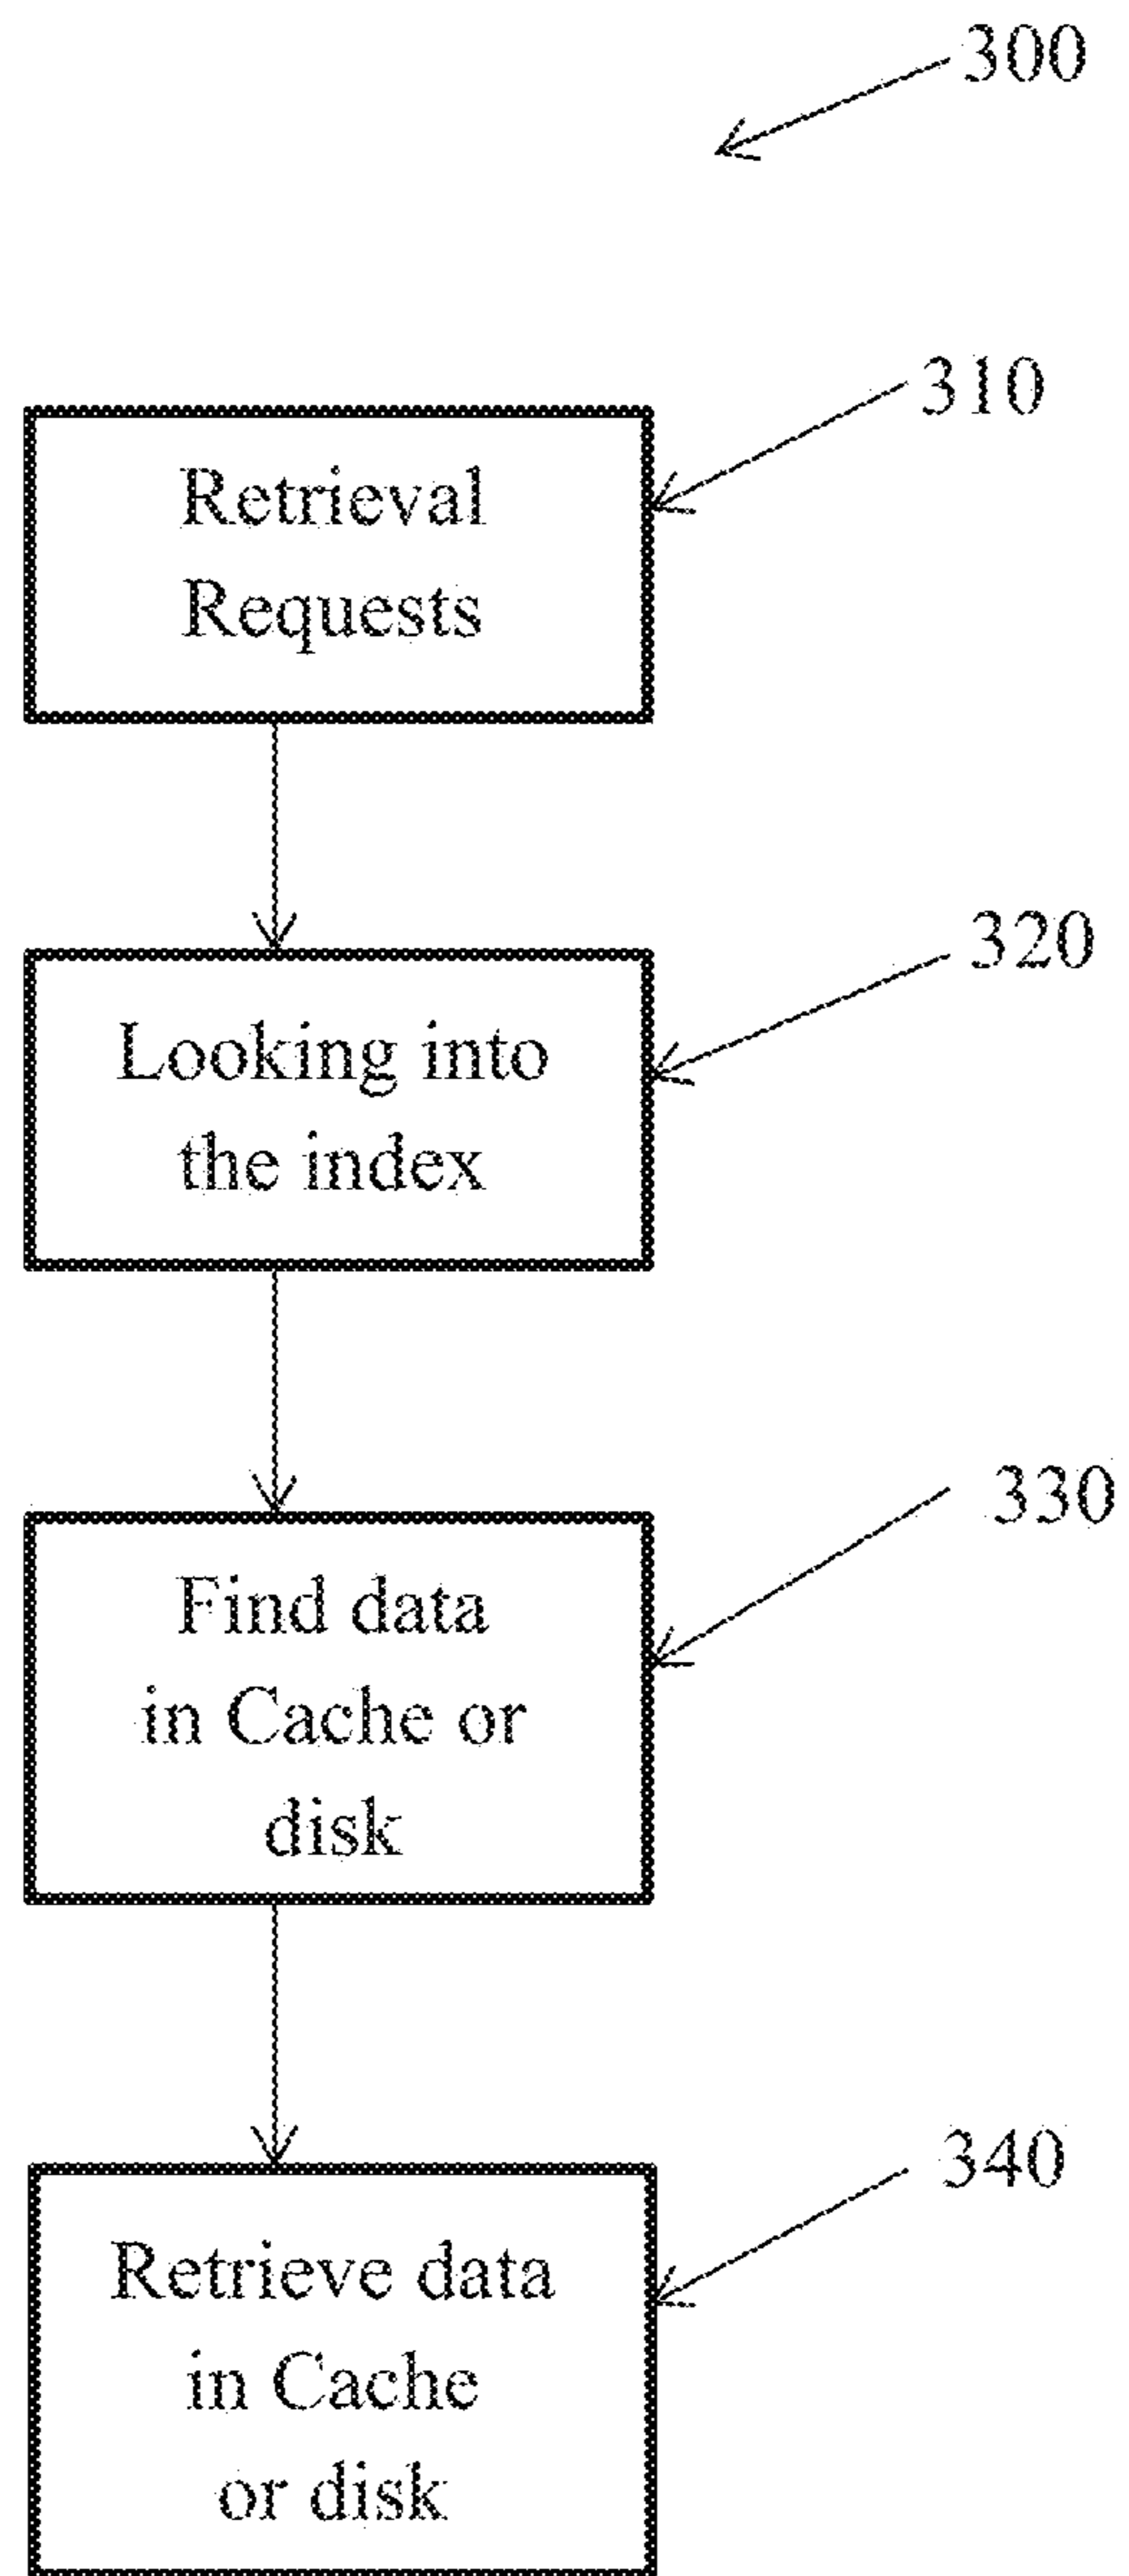 300
310
Retrieval
Requests
320
Looking into
the index
330
Find data
in Cache or
disk
340
Retrieve data
in Cache
or disk